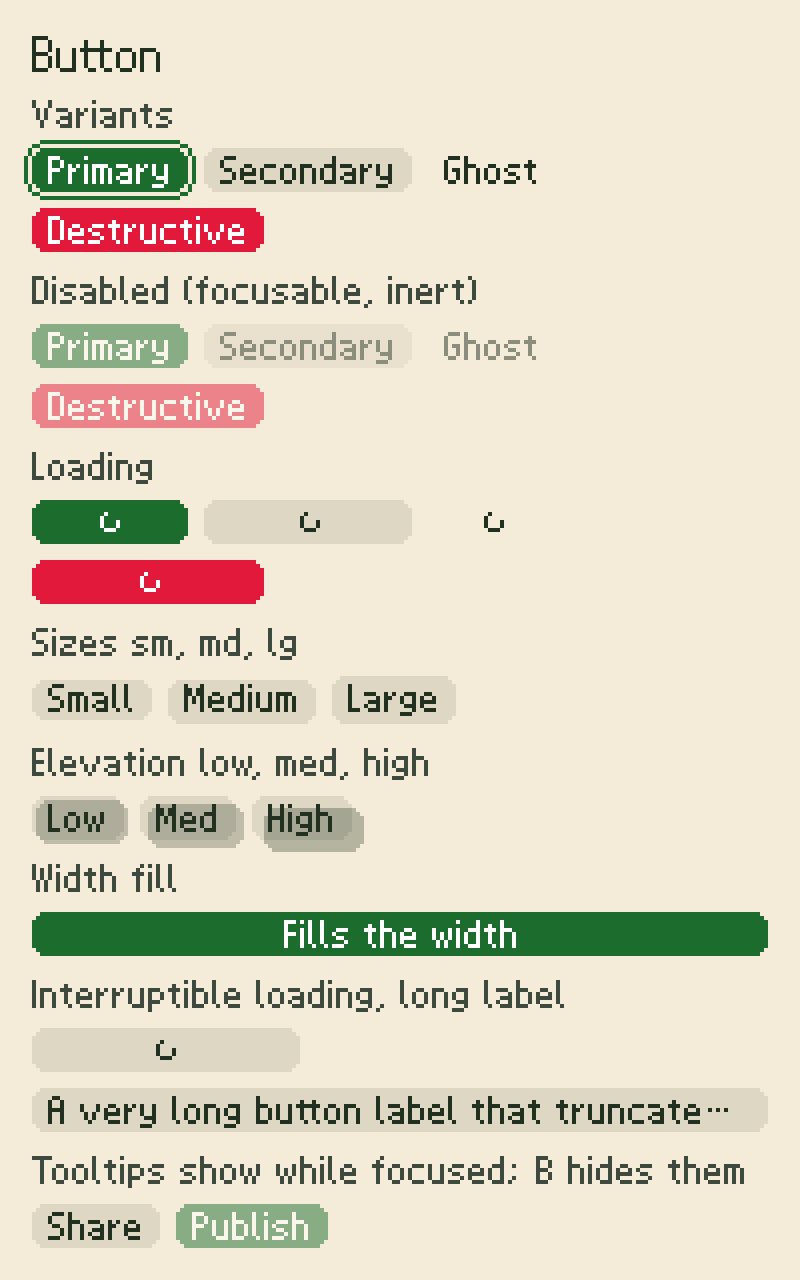 Button
Variants
Primary Secondary Ghost
Destructive
Disabled (focusable, inert)
Primary Secondary Ghost
Destructive
Loading
Sizes sm, md, lg
Small Medium Large
Elevation low, med, high
Low Med High
Width fill
Fills the width
Interruptible loading, long label
A very long button label that truncate…
Tooltips show while focused; B hides them
Share Publish